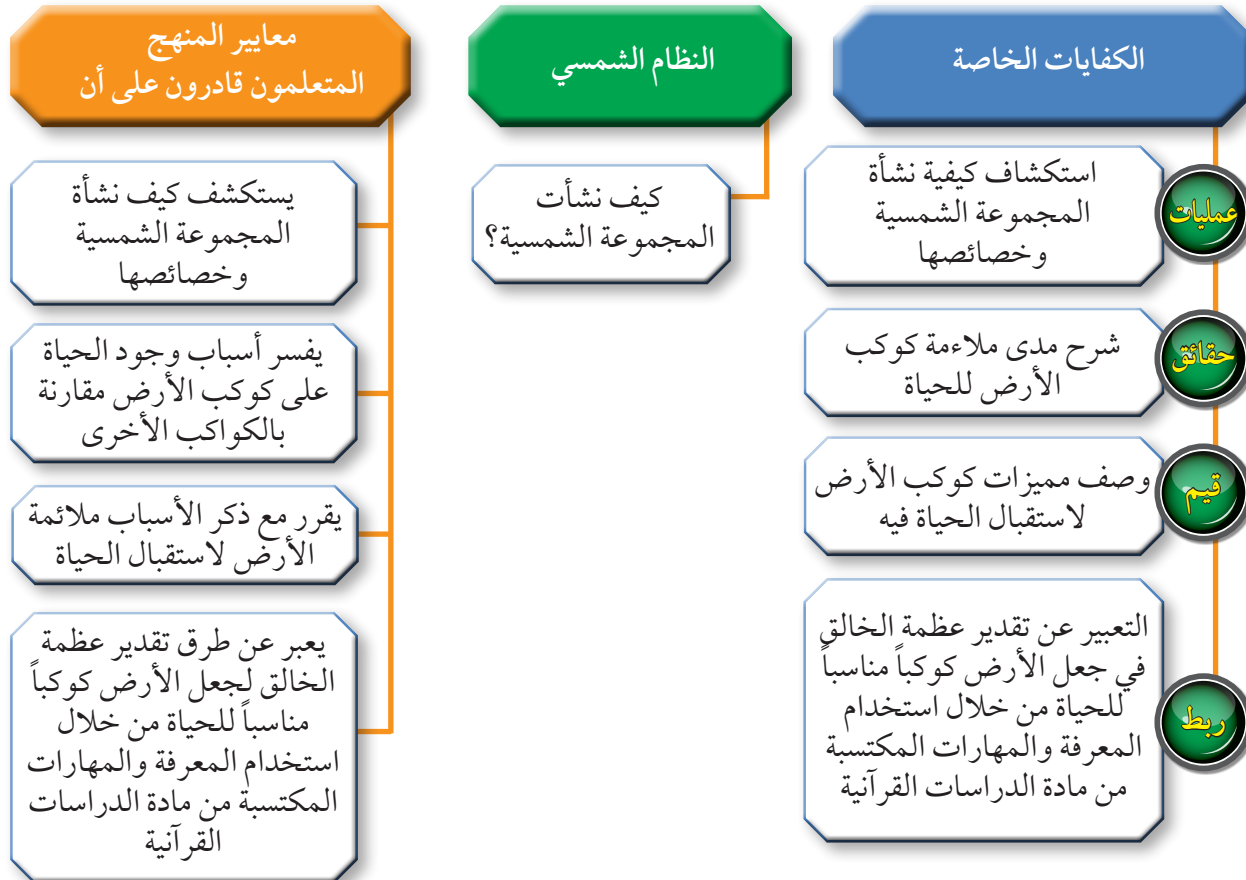 الكفايات الخاصة
عمليات
استكشاف كيفية نشأة
المجموعة الشمسية
وخصائصها
حقائق
شرح مدى ملاءمة كوكب
الأرض للحياة
قيم
وصف مميزات كوكب الأرض
لاستقبال الحياة فيه
ربط
التعبير عن تقدير عظمة الخالق
في جعل الأرض كوكباً مناسباً
للحياة من خلال استخدام
المعرفة والمهارات المكتسبة
من مادة الدراسات القرآنية
النظام الشمسي
كيف نشأت
المجموعة الشمسية؟
معايير المنهج
المتعلمون قادرون على أن
يستكشف كيف نشأة
المجموعة الشمسية
وخصائصها
يفسر أسباب وجود الحياة
على كوكب الأرض مقارنة
بالكواكب الأخرى
يقرر مع ذكر الأسباب ملائمة
الأرض لاستقبال الحياة
يعبر عن طرق تقدير عظمة
الخالق لجعل الأرض كوكباً
مناسباً للحياة من خلال
استخدام المعرفة والمهارات
المكتسبة من مادة الدراسات
القرآنية